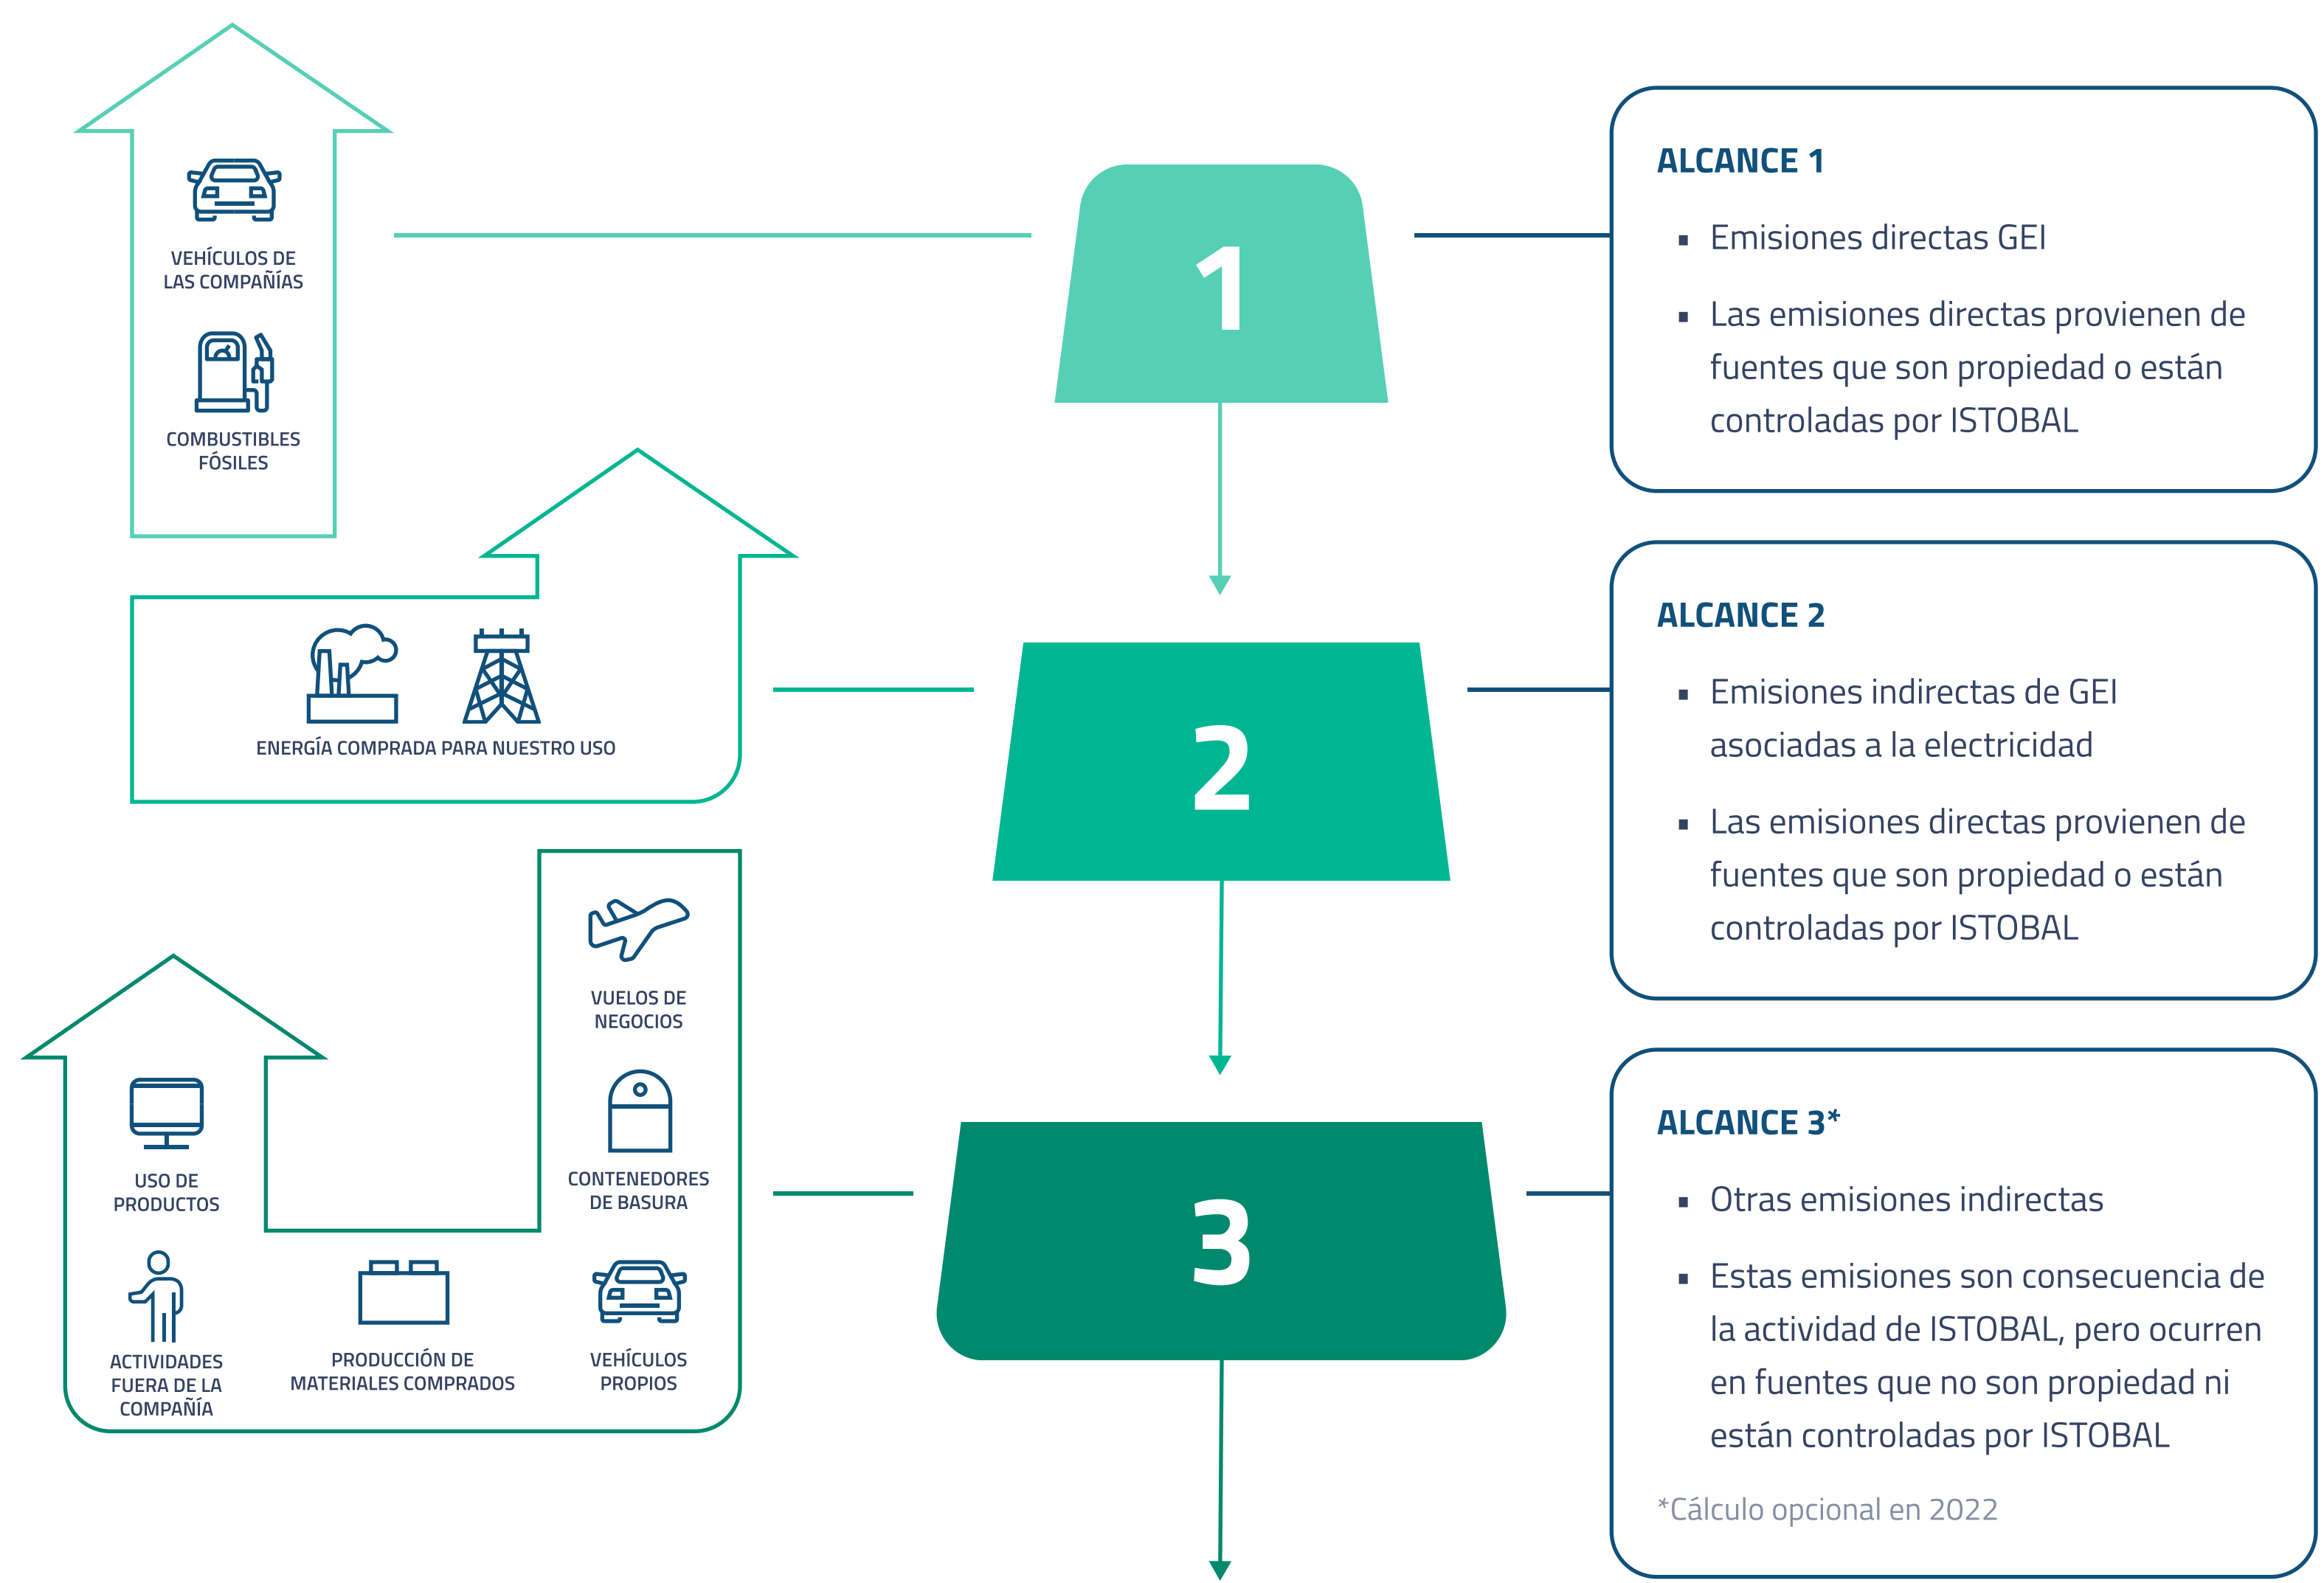 VEHÍCULOS DE
LAS COMPAÑÍAS
COMBUSTIBLES
FÓSILES
1
ALCANCE 1
▪ Emisiones directas GEI
▪ Las emisiones directas provienen de
fuentes que son propiedad o están
controladas por ISTOBAL
ENERGÍA COMPRADA PARA NUESTRO USO
2
ALCANCE 2
▪ Emisiones indirectas de GEI
asociadas a la electricidad
▪ Las emisiones directas provienen de
fuentes que son propiedad o están
controladas por ISTOBAL
VUELOS DE
NEGOCIOS
USO DE
PRODUCTOS
CONTENEDORES
DE BASURA
ACTIVIDADES
FUERA DE LA
COMPAÑÍA
PRODUCCIÓN DE
MATERIALES COMPRADOS
VEHÍCULOS
PROPIOS
3
ALCANCE 3*
▪ Otras emisiones indirectas
▪ Estas emisiones son consecuencia de
la actividad de ISTOBAL, pero ocurren
en fuentes que no son propiedad ni
están controladas por ISTOBAL
*Cálculo opcional en 2022